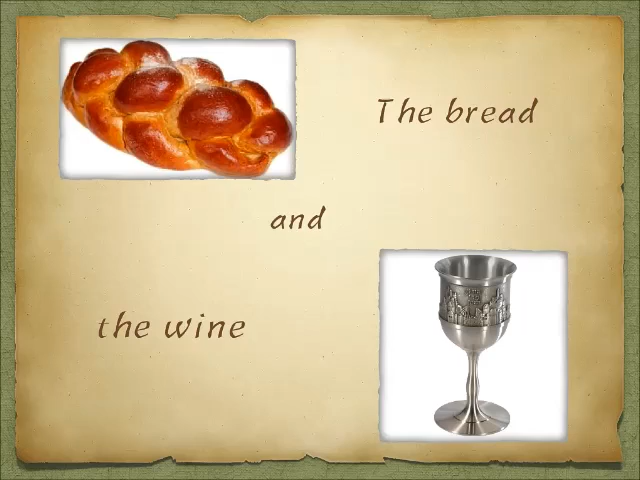 The bread
and
the wine